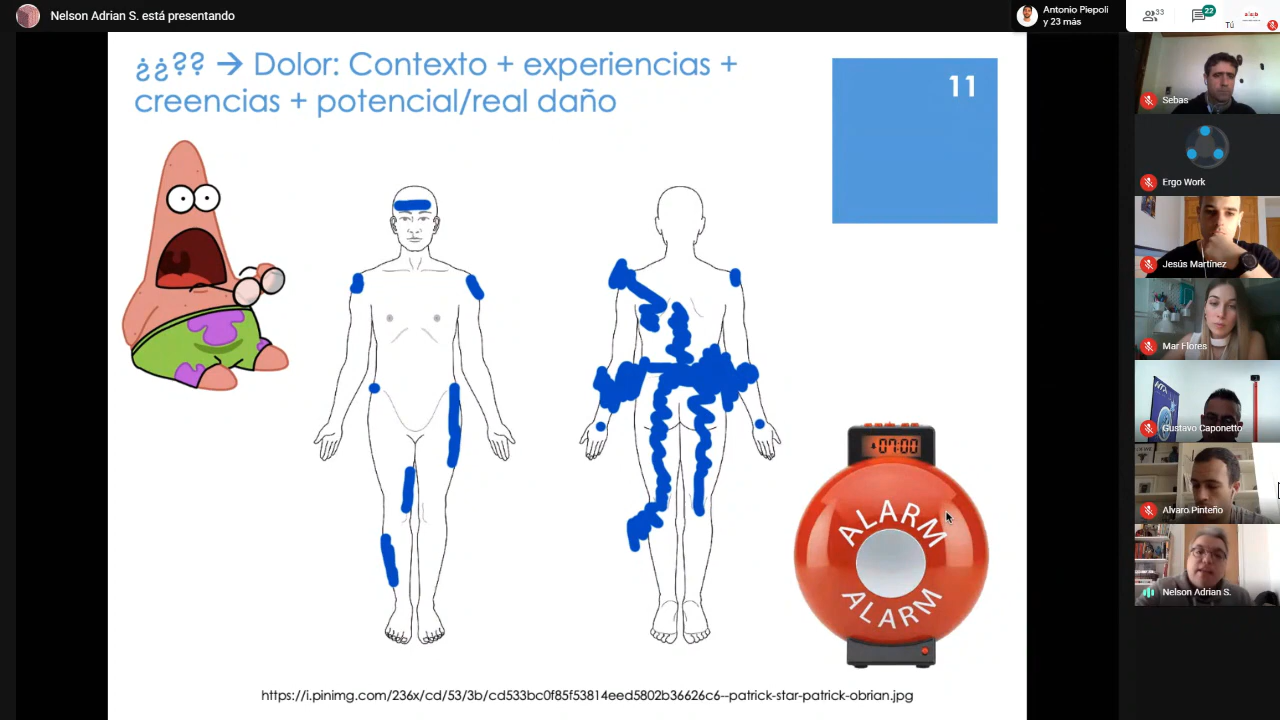 Nelson Adrian S. está presentando
Antonio Piepoli
y 23 más
33
22
Tú
¿¿?? → Dolor: Contexto + experiencias +
creencias + potencial/real daño
11
07:00
ALARM
ALARM
https://i.pinimg.com/236x/cd/53/3b/cd533bc0f85f53814eed5802b36626c6--patrick-star-patrick-obrian.jpg
Sebas
Ergo Work
Jesús Martínez
Mar Flores
Gustavo Caponetto
Alvaro Pinteño
Nelson Adrian S.